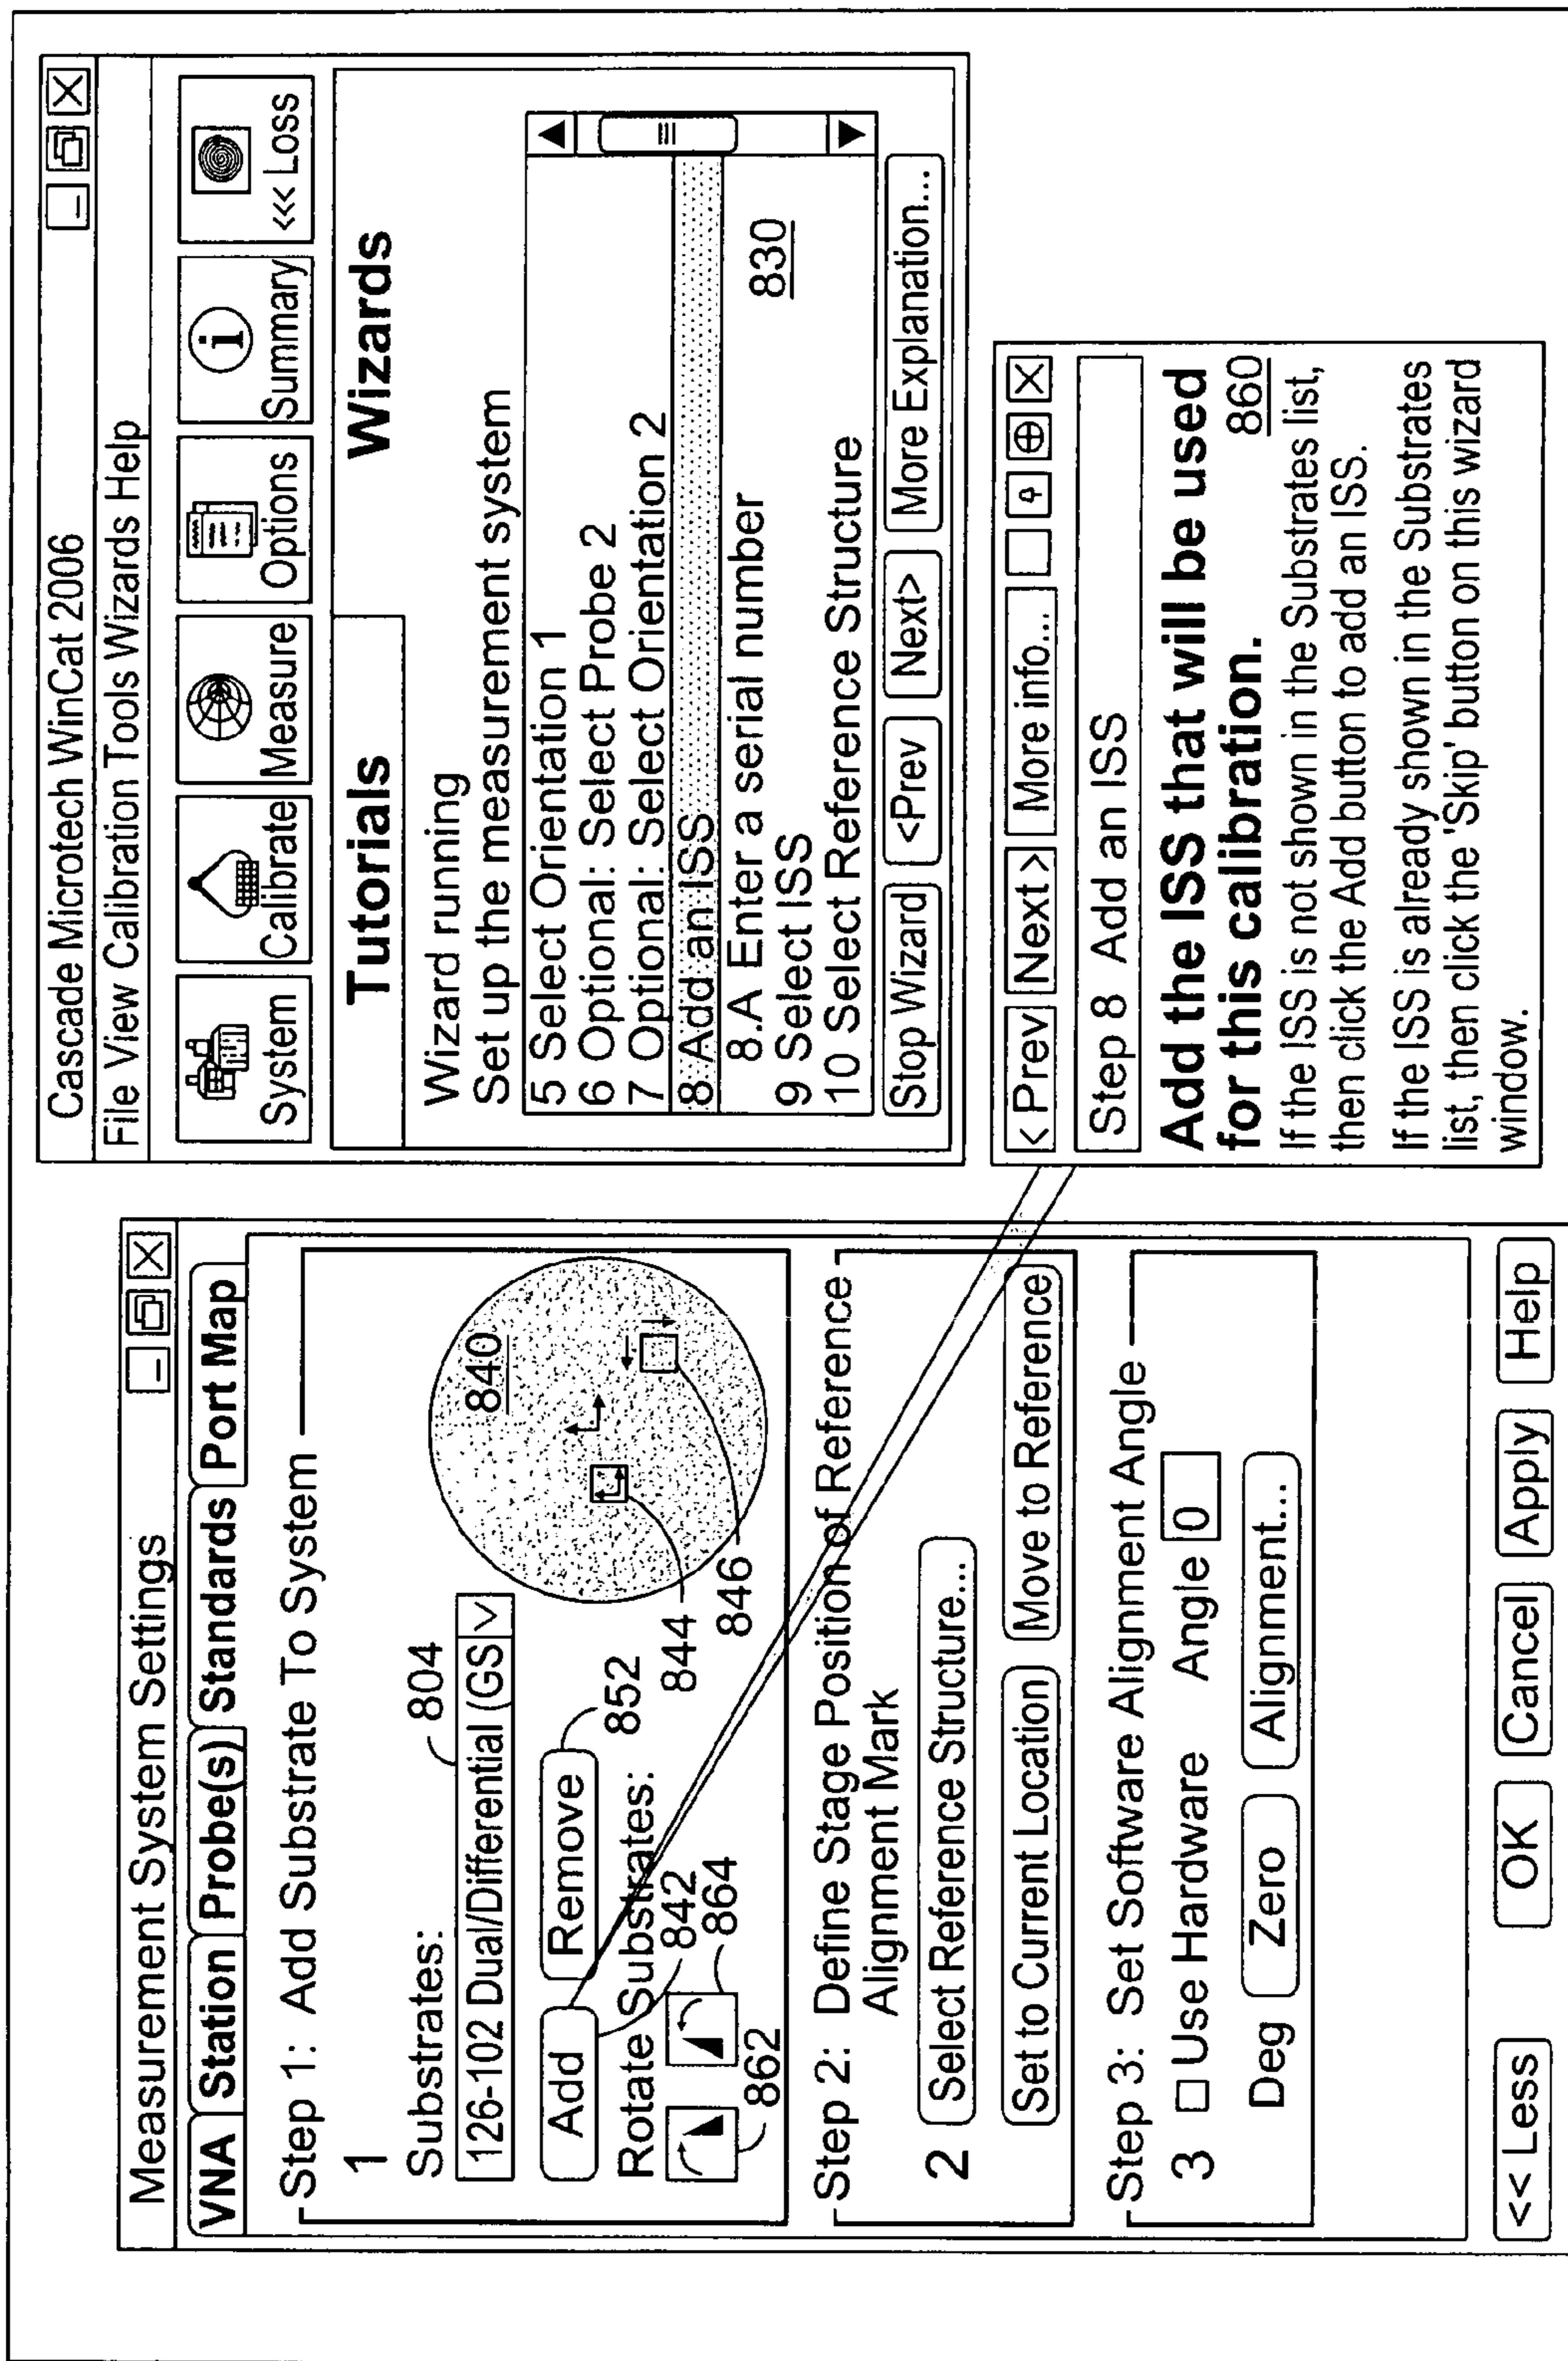 Measurement System Settings
VNA Station Probe(s) Standards Port Map
Step 1: Add Substrate To System
1
Substrates:
804
126-102 Dual/Differential (GS
Add Remove
852
Rotate Substrates:
842
864
862
840
844
846
Step 2: Define Stage Position of Reference
Alignment Mark
2 Select Reference Structure...
Set to Current Location Move to Reference
Step 3: Set Software Alignment Angle
3 Use Hardware Angle 0
Deg Zero Alignment...
<< Less OK Cancel Apply Help
Cascade Microtech WinCat 2006
File View Calibration Tools Wizards Help
System Calibrate Measure Options Summary <<< Loss
Tutorials Wizards
Wizard running
Set up the measurement system
5 Select Orientation 1
6 Optional: Select Probe 2
7 Optional: Select Orientation 2
8 Add an ISS
8.A Enter a serial number
9 Select ISS
10 Select Reference Structure
830
Stop Wizard <Prev Next> More Explanation...
< Prev Next > More info...
Step 8 Add an ISS
Add the ISS that will be used
for this calibration.
860
If the ISS is not shown in the Substrates list,
then click the Add button to add an ISS.
If the ISS is already shown in the Substrates
list, then click the 'Skip' button on this wizard
window.